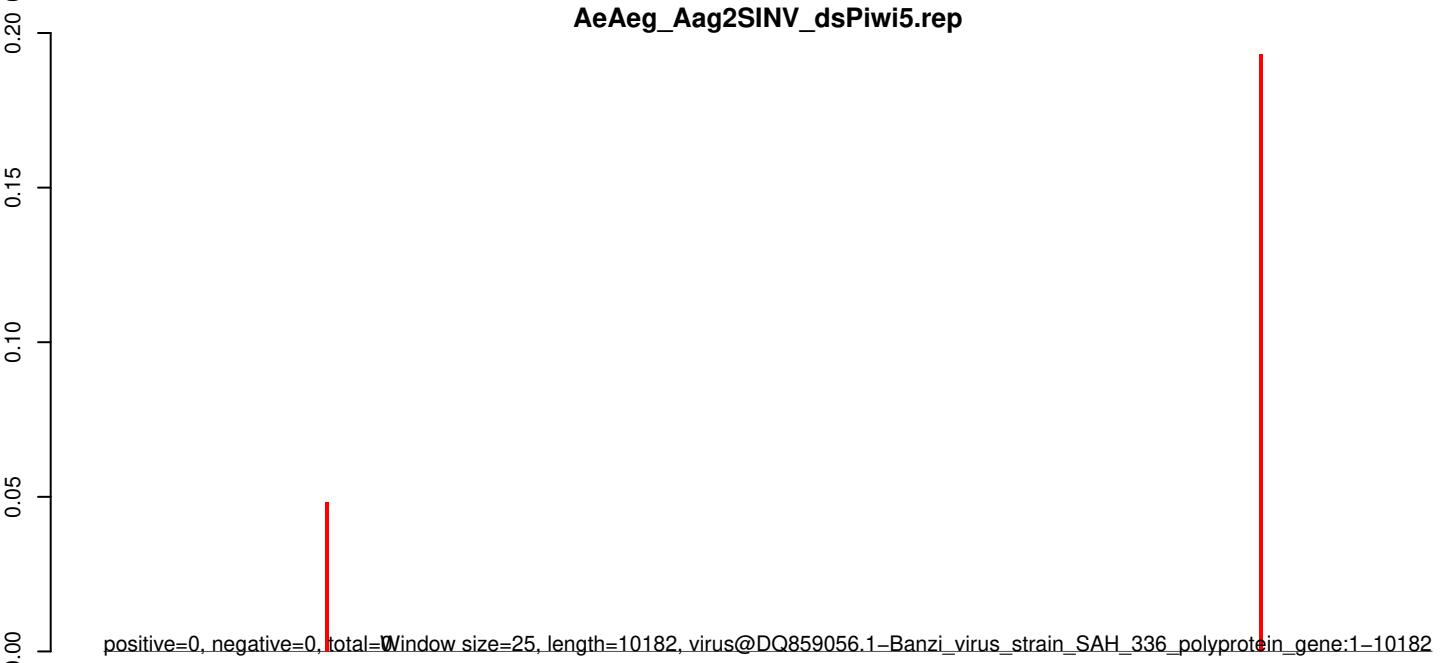 AeAeg_Aag2SINV_dsPiwi5.rep
0.20
0.15
0.10
0.05
0.00
positive=0, negative=0, total=0
Window size=25, length=10182, virus@DQ859056.1−Banzi_virus_strain_SAH_336_polyprotein_gene:1−10182